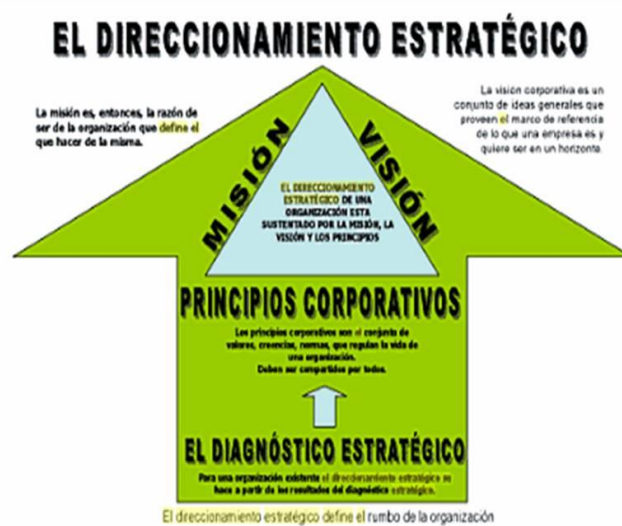 EL DIRECCIONAMIENTO ESTRATÉGICO
La misión es, entonces, la razón de
ser de la organización que define el
que hacer de la misma.
La visión corporativa es un
conjunto de ideas generales que
proveen el marco de referencia
de lo que una empresa es y
quiere ser en un horizonte.
MISIÓN
VISIÓN
EL DIRECCIONAMIENTO
ESTRATÉGICO DE UNA
ORGANIZACIÓN ESTA
SUSTENTADO POR LA MISIÓN, LA
VISIÓN Y LOS PRINCIPIOS
PRINCIPIOS CORPORATIVOS
Los principios corporativos son el conjunto de
valores, creencias, normas, que regulan la vida de
una organización.
Deben ser compartidos por todos.
EL DIAGNÓSTICO ESTRATÉGICO
Para una organización existente el direccionamiento estratégico se
hace a partir de los resultados del diagnóstico estratégico.
El direccionamiento estratégico define el rumbo de la organización